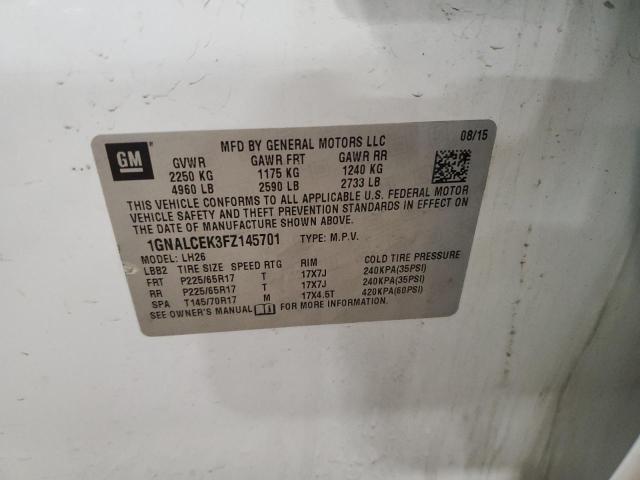 MFD BY GENERAL MOTORS LLC 08/15
GM
GVWR GAWR FRT GAWR RR
2250 KG 1175 KG 1240 KG
4960 LB 2590 LB 2733 LB
THIS VEHICLE CONFORMS TO ALL APPLICABLE U.S. FEDERAL MOTOR
VEHICLE SAFETY AND THEFT PREVENTION STANDARDS IN EFFECT ON
THE DATE OF MANUFACTURE SHOWN ABOVE.
1GNALCEK3FZ145701 TYPE: M.P.V.
MODEL: LH26
LBB2 TIRE SIZE SPEED RTG RIM COLD TIRE PRESSURE
FRT P225/65R17 T 17X7J 240KPA(35PSI)
RR P225/65R17 T 17X7J 240KPA(35PSI)
SPA T145/70R17 M 17X4.5T 420KPA(60PSI)
SEE OWNER'S MANUAL